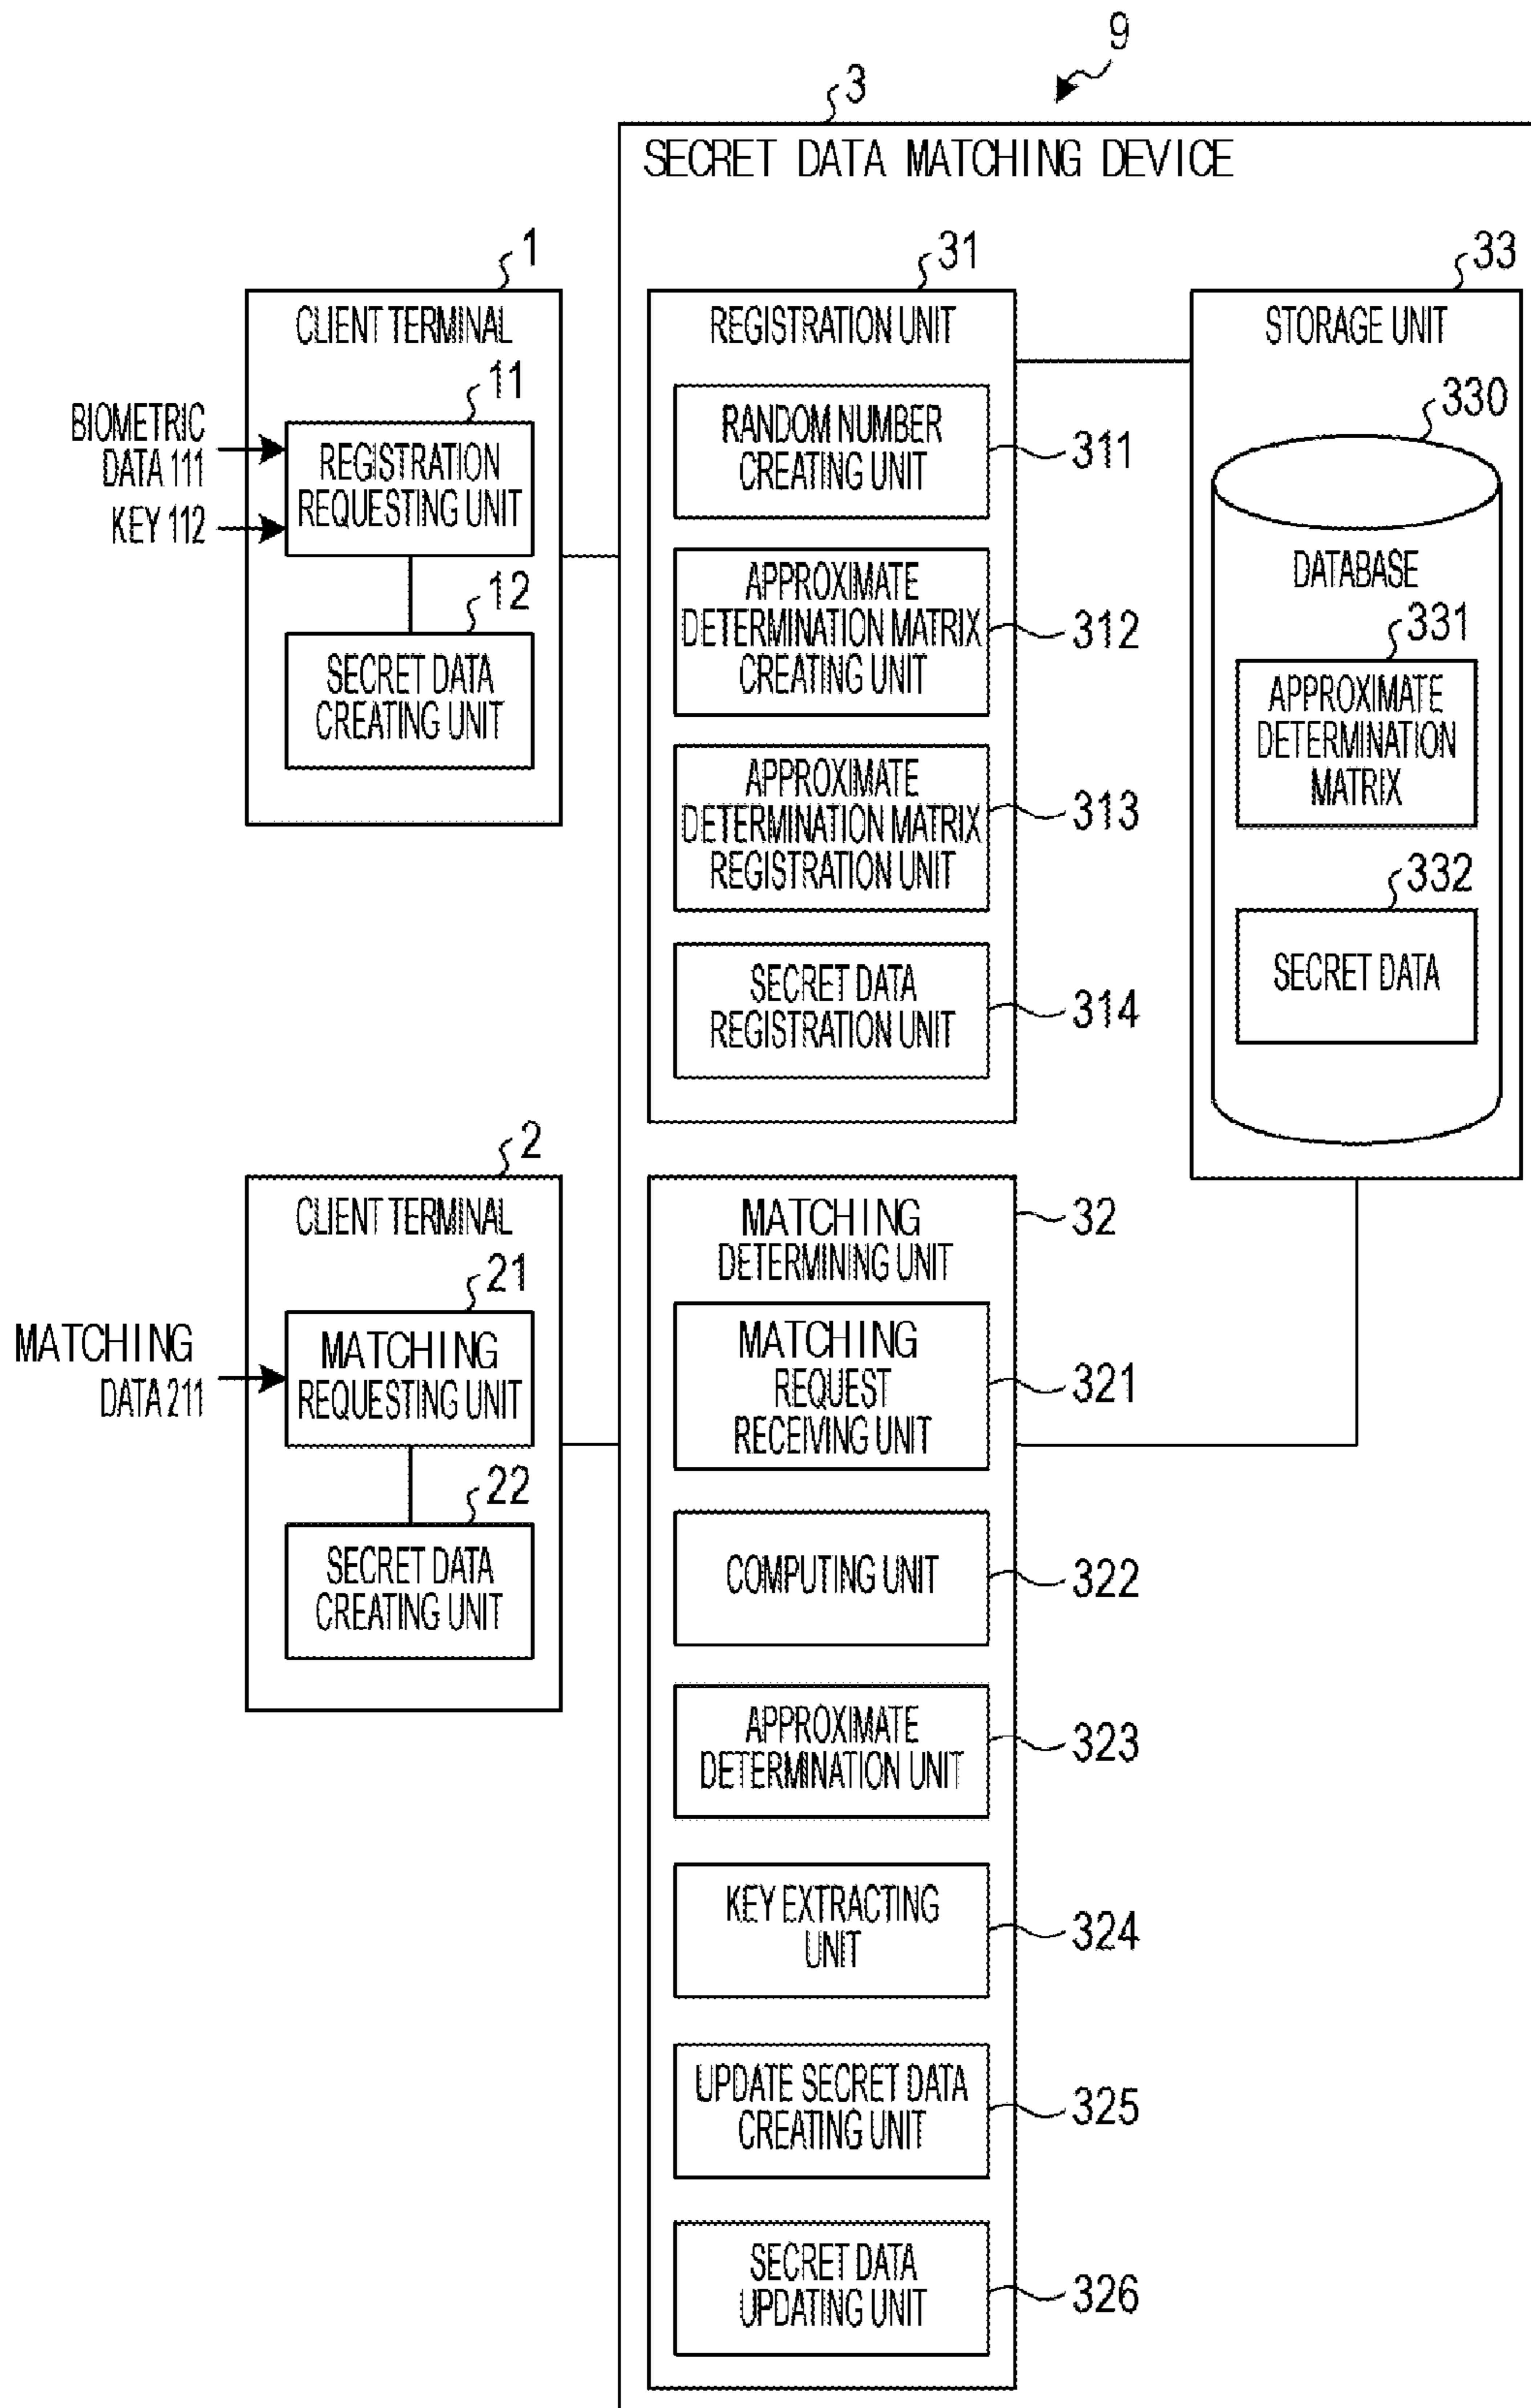 9
3
SECRET DATA MATCHING DEVICE
1
CLIENT TERMINAL
11
BIOMETRIC
DATA 111
KEY 112
REGISTRATION
REQUESTING UNIT
12
SECRET DATA
CREATING UNIT
31
REGISTRATION UNIT
RANDOM NUMBER
CREATING UNIT
311
APPROXIMATE
DETERMINATION MATRIX
CREATING UNIT
312
APPROXIMATE
DETERMINATION MATRIX
REGISTRATION UNIT
313
SECRET DATA
REGISTRATION UNIT
314
33
STORAGE UNIT
330
DATABASE
331
APPROXIMATE
DETERMINATION
MATRIX
332
SECRET DATA
2
CLIENT TERMINAL
21
MATCHING
DATA 211
MATCHING
REQUESTING UNIT
22
SECRET DATA
CREATING UNIT
MATCHING
DETERMINING UNIT
32
MATCHING
REQUEST
RECEIVING UNIT
321
COMPUTING UNIT
322
APPROXIMATE
DETERMINATION UNIT
323
KEY EXTRACTING
UNIT
324
UPDATE SECRET DATA
CREATING UNIT
325
SECRET DATA
UPDATING UNIT
326